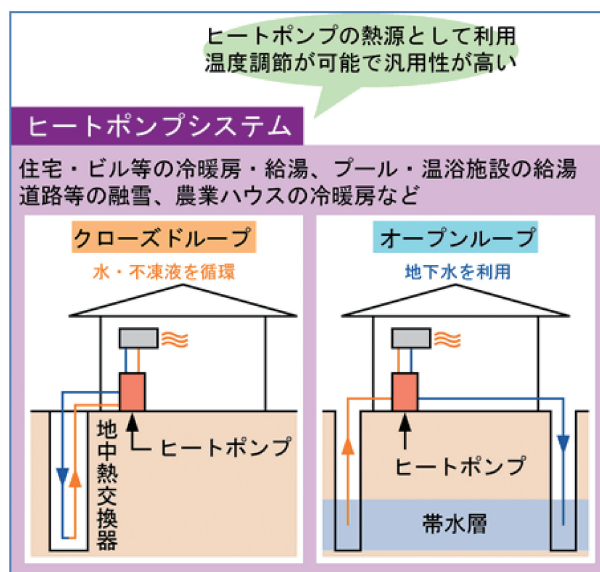 ヒートポンプの熱源として利用
温度調節が可能で汎用性が高い
ヒートポンプシステム
住宅・ビル等の冷暖房・給湯、プール・温浴施設の給湯
道路等の融雪、農業ハウスの冷暖房など
クローズドループ
水・不凍液を循環
地中熱交換器
ヒートポンプ
オープンループ
地下水を利用
ヒートポンプ
帯水層